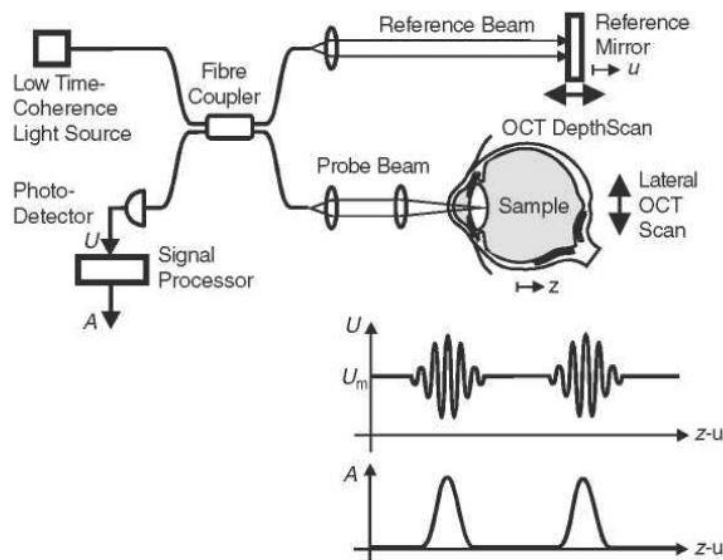 Low Time-
Coherence
Light Source
Fibre
Coupler
Reference Beam
Reference
Mirror
u
OCT DepthScan
Photo-
Detector
Probe Beam
Sample
Lateral
OCT
Scan
U
Signal
Processor
z
A
U
Um
z-u
A
z-u